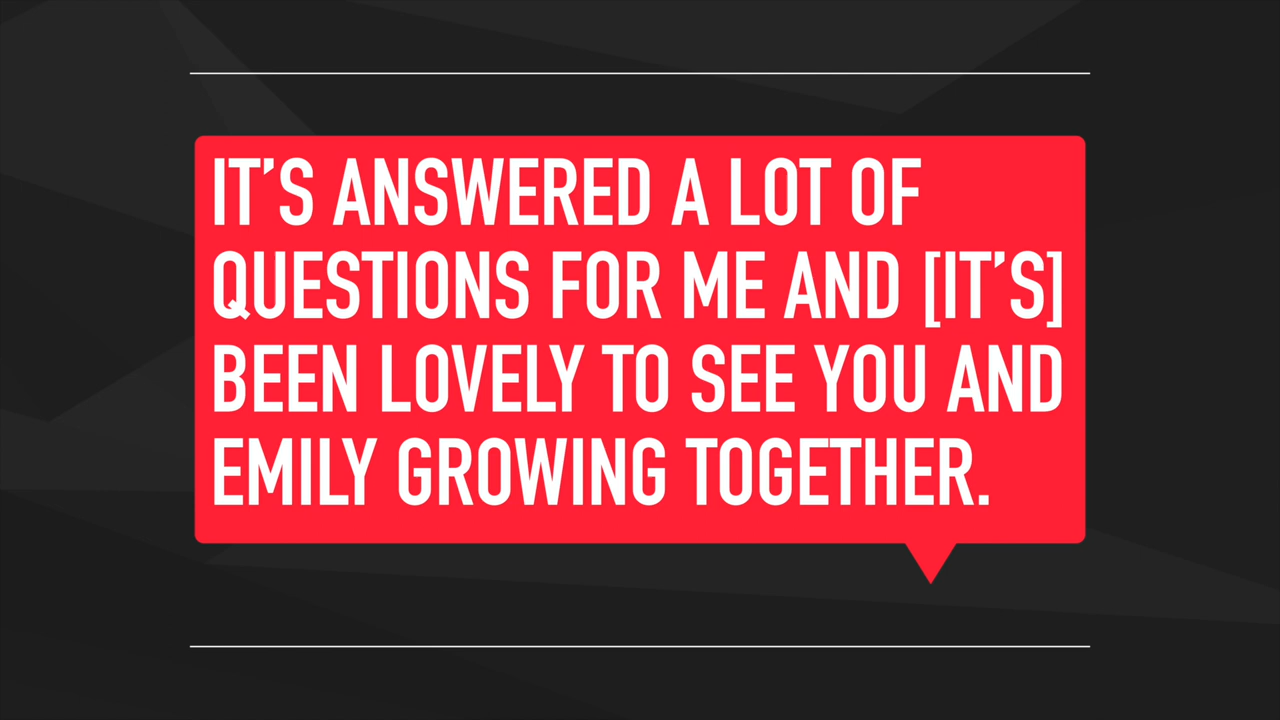 IT’S ANSWERED A LOT OF
QUESTIONS FOR ME AND [IT’S]
BEEN LOVELY TO SEE YOU AND
EMILY GROWING TOGETHER.